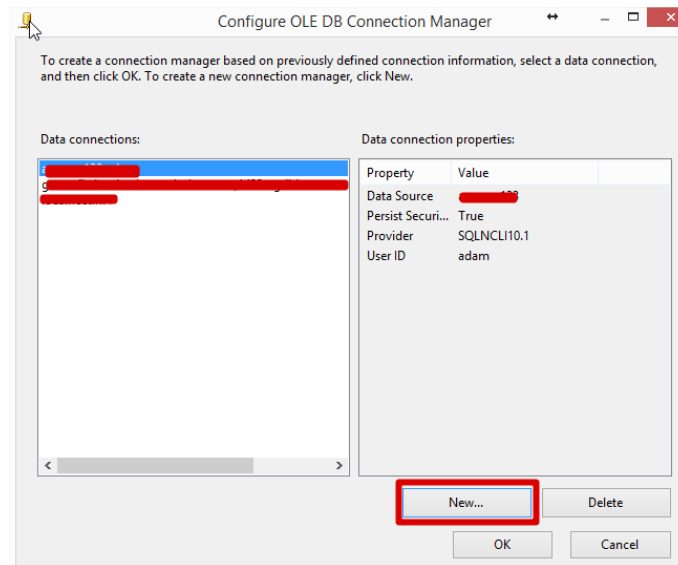 Configure OLE DB Connection Manager
To create a connection manager based on previously defined connection information, select a data connection,
and then click OK. To create a new connection manager, click New.
Data connections:
Data connection properties:
Property Value
Data Source
Persist Securi... True
Provider SQLNCLI10.1
User ID adam
New...
Delete
OK
Cancel